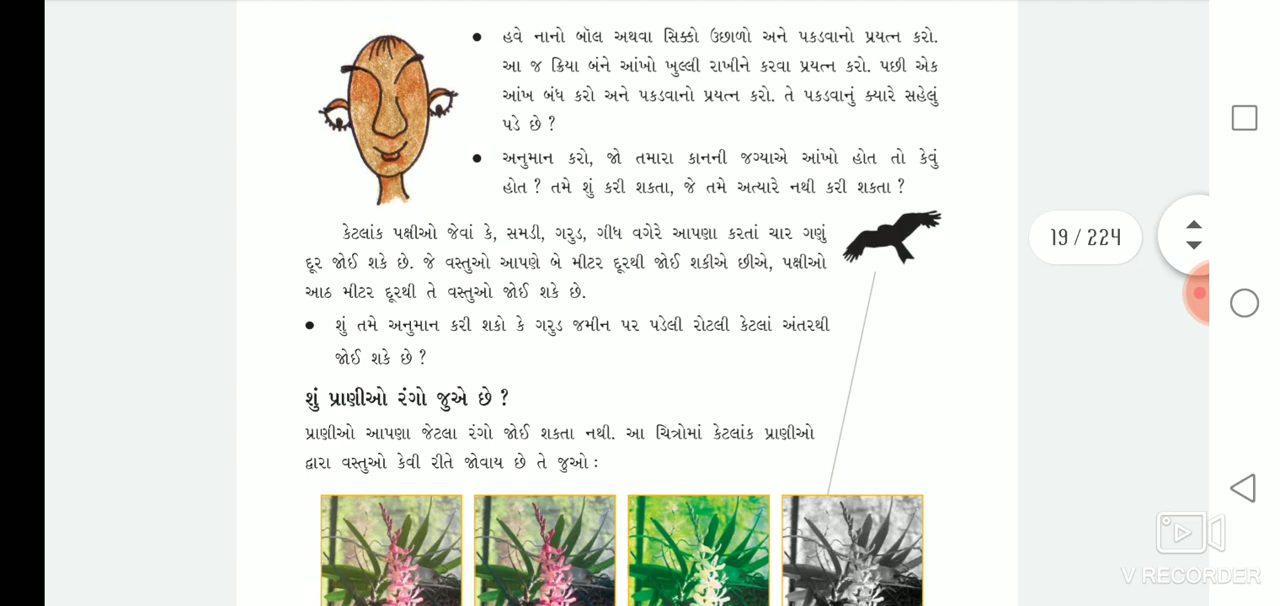 ● હવે નાનો બૉલ અથવા સિક્કો ઉછાળો અને પકડવાનો પ્રયત્ન કરો.
આ જ ક્રિયા બંને આંખો ખુલ્લી રાખીને કરવા પ્રયત્ન કરો. પછી એક
આંખ બંધ કરો અને પકડવાનો પ્રયત્ન કરો. તે પકડવાનું ક્યારે સહેલું
પડે છે ?
● અનુમાન કરો, જો તમારા કાનની જગ્યાએ આંખો હોત તો કેવું
હોત ? તમે શું કરી શકતા, જે તમે અત્યારે નથી કરી શકતા ?
કેટલાંક પક્ષીઓ જેવાં કે, સમડી, ગરુડ, ગીધ વગેરે આપણા કરતાં ચાર ગણું
દૂર જોઈ શકે છે. જે વસ્તુઓ આપણે બે મીટર દૂરથી જોઈ શકીએ છીએ, પક્ષીઓ
આઠ મીટર દૂરથી તે વસ્તુઓ જોઈ શકે છે.
● શું તમે અનુમાન કરી શકો કે ગરુડ જમીન પર પડેલી રોટલી કેટલાં અંતરથી
જોઈ શકે છે ?
શું પ્રાણીઓ રંગો જુએ છે ?
પ્રાણીઓ આપણા જેટલા રંગો જોઈ શકતા નથી. આ ચિત્રોમાં કેટલાંક પ્રાણીઓ
દ્વારા વસ્તુઓ કેવી રીતે જોવાય છે તે જુઓ :
19 / 224
V RECORDER